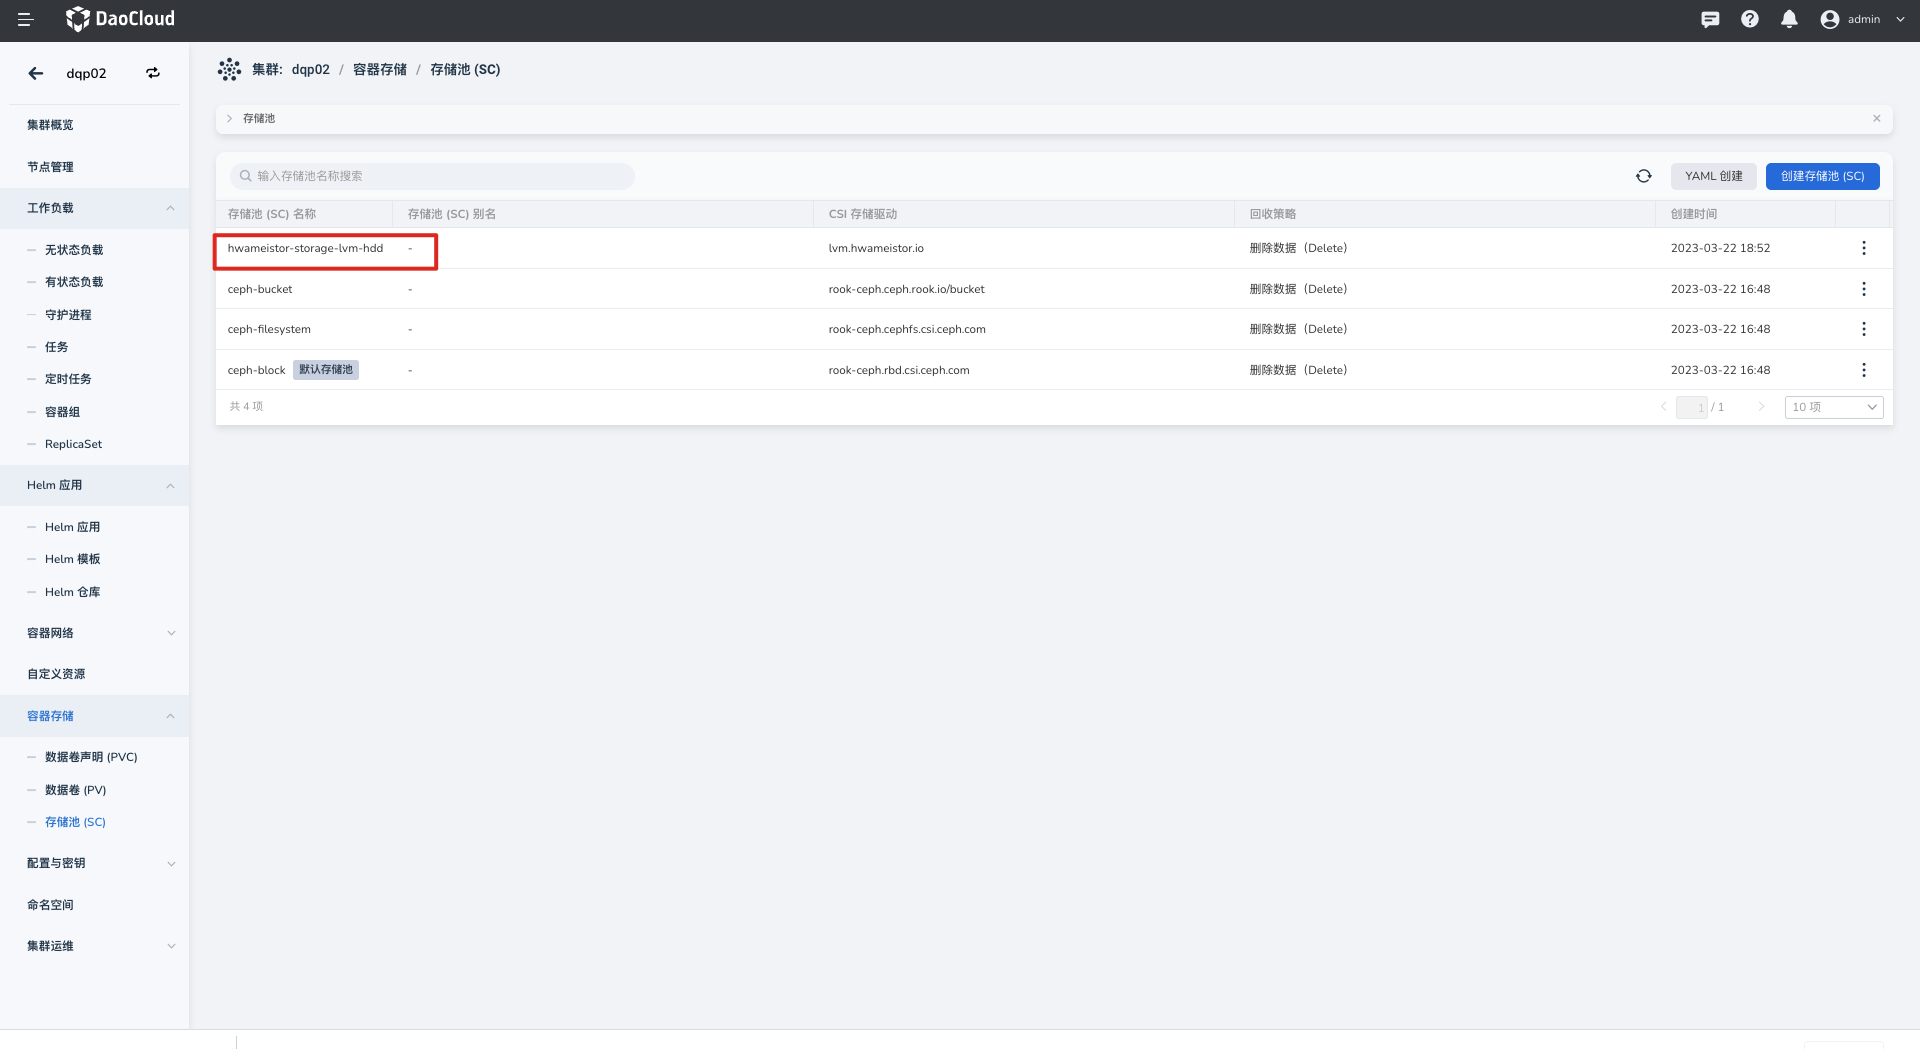 DaoCloud
admin
dqp02
集群: dqp02 / 容器存储 / 存储池 (SC)
集群概览
节点管理
工作负载
无状态负载
有状态负载
守护进程
任务
定时任务
容器组
ReplicaSet
Helm 应用
Helm 应用
Helm 模板
Helm 仓库
容器网络
自定义资源
容器存储
数据卷声明 (PVC)
数据卷 (PV)
存储池 (SC)
配置与密钥
命名空间
集群运维
存储池
输入存储池名称搜索
YAML 创建
创建存储池 (SC)
存储池 (SC) 名称 存储池 (SC) 别名 CSI 存储驱动 回收策略 创建时间
hwameistor-storage-lvm-hdd - lvm.hwameistor.io 删除数据（Delete） 2023-03-22 18:52
ceph-bucket - rook-ceph.ceph.rook.io/bucket 删除数据（Delete） 2023-03-22 16:48
ceph-filesystem - rook-ceph.cephfs.csi.ceph.com 删除数据（Delete） 2023-03-22 16:48
ceph-block 默认存储池 - rook-ceph.rbd.csi.ceph.com 删除数据（Delete） 2023-03-22 16:48
共 4 项
1 / 1
10 项